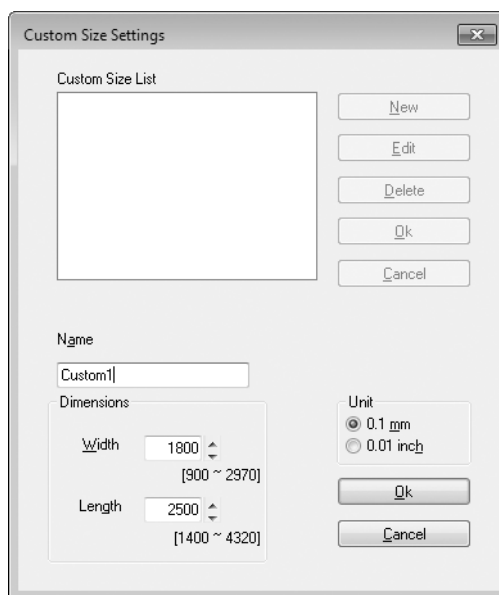 Custom Size Settings
Custom Size List
New
Edit
Delete
Ok
Cancel
Name
Custom1
Dimensions
Width 1800
[900 ~ 2970]
Length 2500
[1400 ~ 4320]
Unit
0.1 mm
0.01 inch
Ok
Cancel